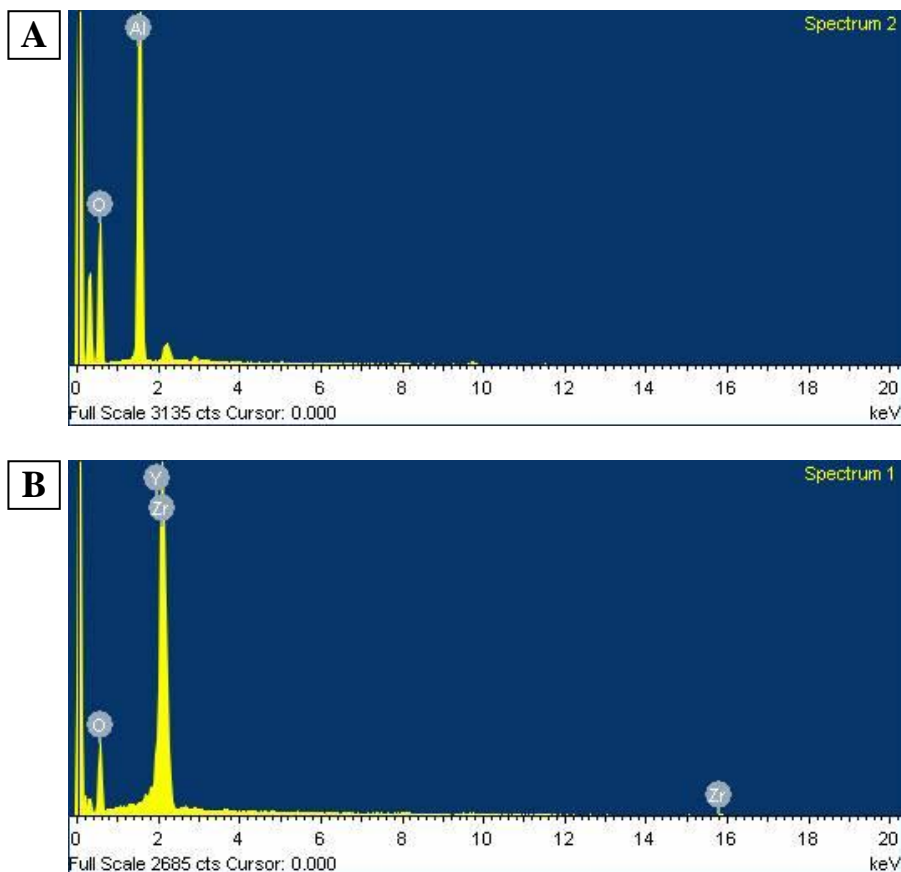 A
Spectrum 2
Al
O
0 2 4 6 8 10 12 14 16 18 20
Full Scale 3135 cts Cursor: 0.000 keV
B
Spectrum 1
Y
Zr
O
Zr
0 2 4 6 8 10 12 14 16 18 20
Full Scale 2685 cts Cursor: 0.000 keV